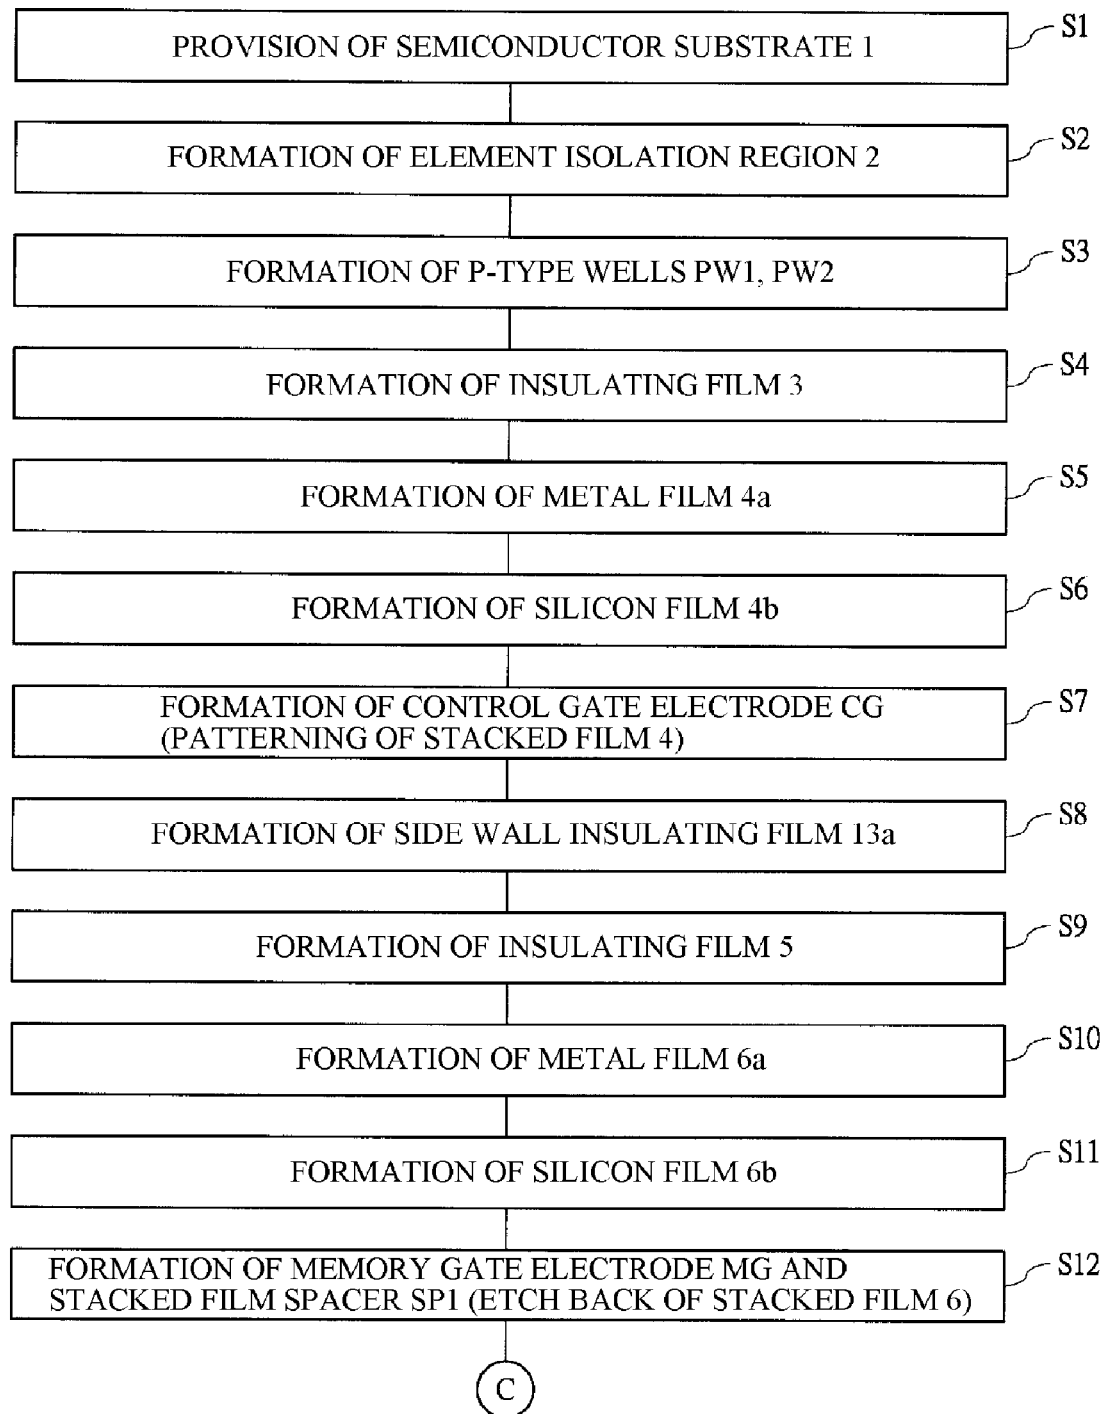 PROVISION OF SEMICONDUCTOR SUBSTRATE 1
S1
FORMATION OF ELEMENT ISOLATION REGION 2
S2
FORMATION OF P-TYPE WELLS PW1, PW2
S3
FORMATION OF INSULATING FILM 3
S4
FORMATION OF METAL FILM 4a
S5
FORMATION OF SILICON FILM 4b
S6
FORMATION OF CONTROL GATE ELECTRODE CG
(PATTERNING OF STACKED FILM 4)
S7
FORMATION OF SIDE WALL INSULATING FILM 13a
S8
FORMATION OF INSULATING FILM 5
S9
FORMATION OF METAL FILM 6a
S10
FORMATION OF SILICON FILM 6b
S11
FORMATION OF MEMORY GATE ELECTRODE MG AND
STACKED FILM SPACER SP1 (ETCH BACK OF STACKED FILM 6)
S12
C